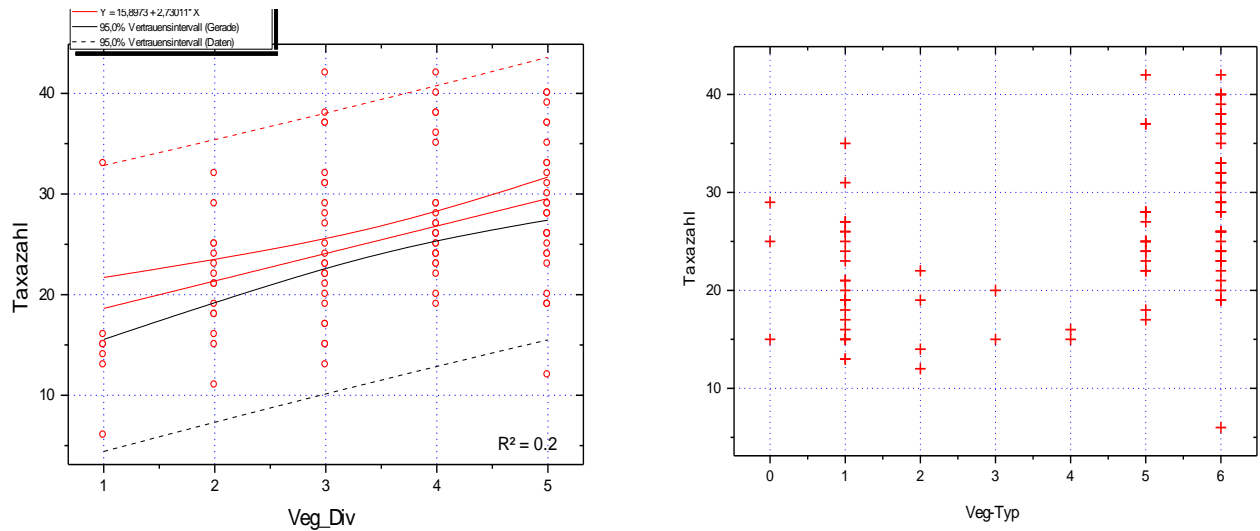 Y = 15,8973 + 2,73011* X
95,0% Vertrauensintervall (Gerade)
95,0% Vertrauensintervall (Daten)
40
30
20
10
Taxazahl
R² = 0.2
1 2 3 4 5
Veg_Div
40
30
20
10
Taxazahl
0 1 2 3 4 5 6
Veg-Typ